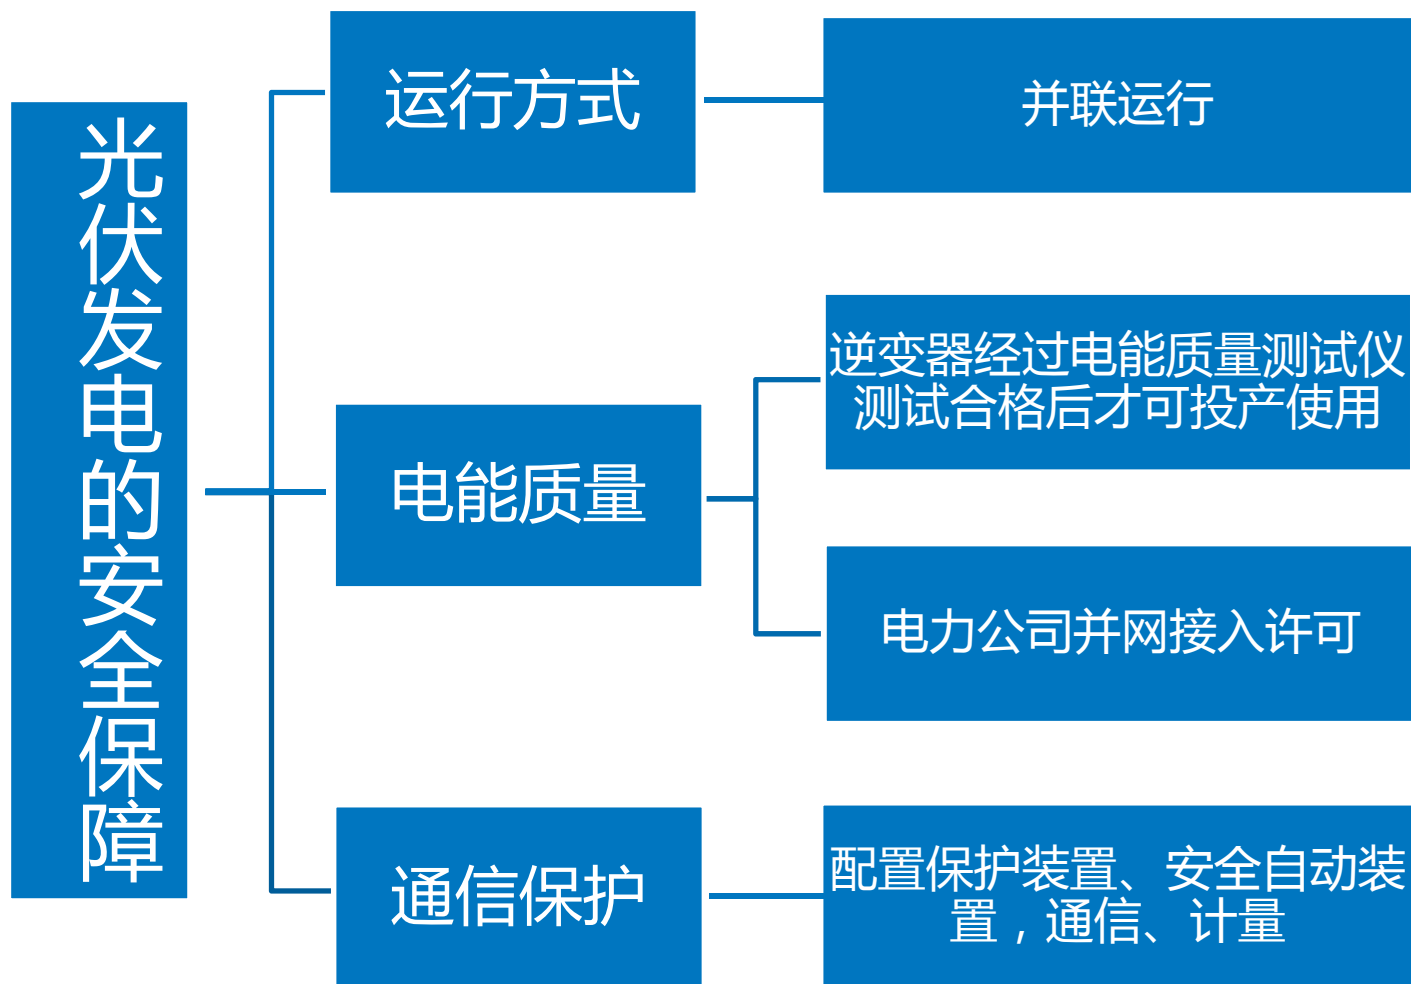 光伏发电的安全保障
运行方式
并联运行
电能质量
逆变器经过电能质量测试仪
测试合格后才可投产使用
电力公司并网接入许可
通信保护
配置保护装置、安全自动装
置，通信、计量